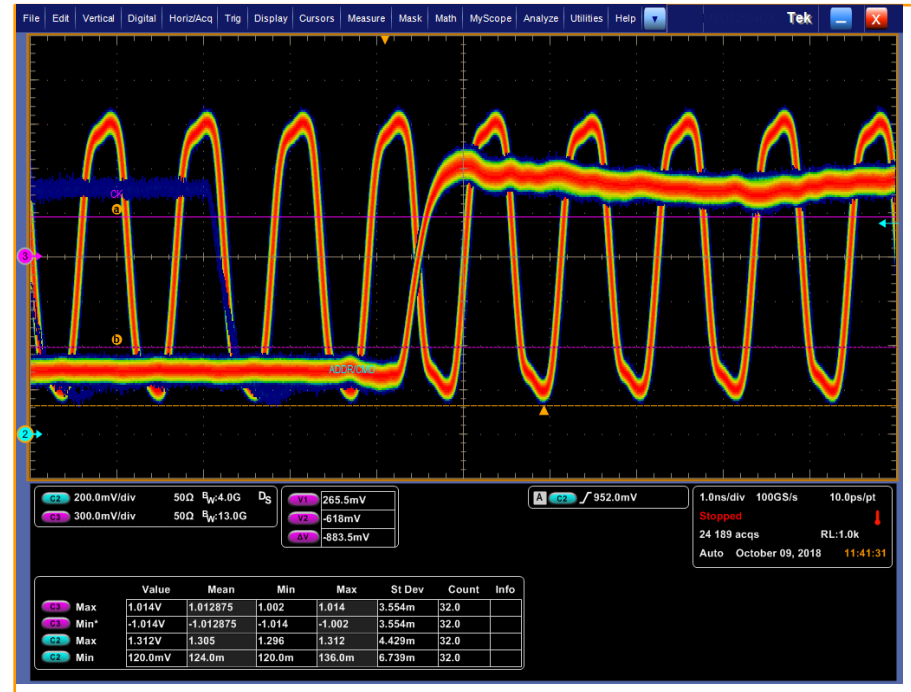 File Edit Vertical Digital Horiz/Acq Trig Display Cursors Measure Mask Math MyScope Analyze Utilities Help Tek X
CK
a
3
b
ADDR/CMD
2
C2 200.0mV/div 50Ω BW:4.0G DS
C3 300.0mV/div 50Ω BW:13.0G
V1 265.5mV
V2 -618mV
ΔV -883.5mV
A C2 952.0mV
1.0ns/div 100GS/s 10.0ps/pt
Stopped
24 189 acqs RL:1.0k
Auto October 09, 2018 11:41:31
Value Mean Min Max St Dev Count Info
C3 Max 1.014V 1.012875 1.002 1.014 3.554m 32.0
C3 Min* -1.014V -1.012875 -1.014 -1.002 3.554m 32.0
C2 Max 1.312V 1.305 1.296 1.312 4.429m 32.0
C2 Min 120.0mV 124.0m 120.0m 136.0m 6.739m 32.0